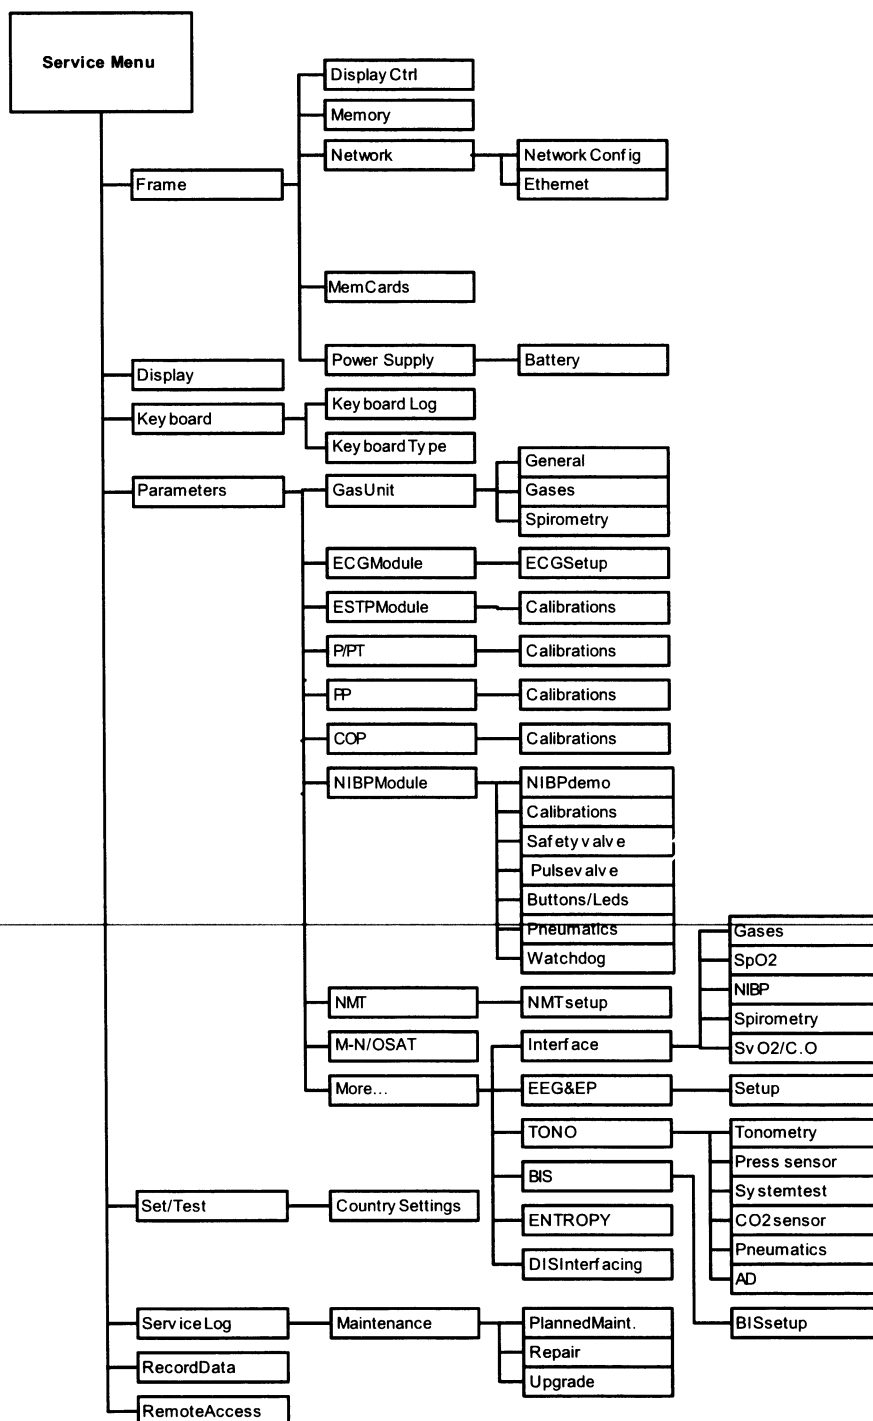 Service Menu
Display Ctrl
Memory
Network
Network Config
Ethernet
Frame
MemCards
Power Supply
Battery
Display
Keyboard
Keyboard Log
Keyboard Type
Parameters
GasUnit
General
Gases
Spirometry
ECGModule
ECGSetup
ESTPModule
Calibrations
P/PT
Calibrations
PP
Calibrations
COP
Calibrations
NIBPModule
NIBPdemo
Calibrations
Safetyvalve
Pulsevalve
Buttons/Leds
Pneumatics
Watchdog
NMT
NMTsetup
M-N/OSAT
More...
Interface
Gases
SpO2
NIBP
Spirometry
SvO2/C.O
EEG&EP
Setup
TONO
Tonometry
Press sensor
Systemtest
CO2sensor
Pneumatics
AD
BIS
BISsetup
ENTROPY
DISInterfacing
Set/Test
Country Settings
ServiceLog
Maintenance
PlannedMaint.
Repair
Upgrade
RecordData
RemoteAccess